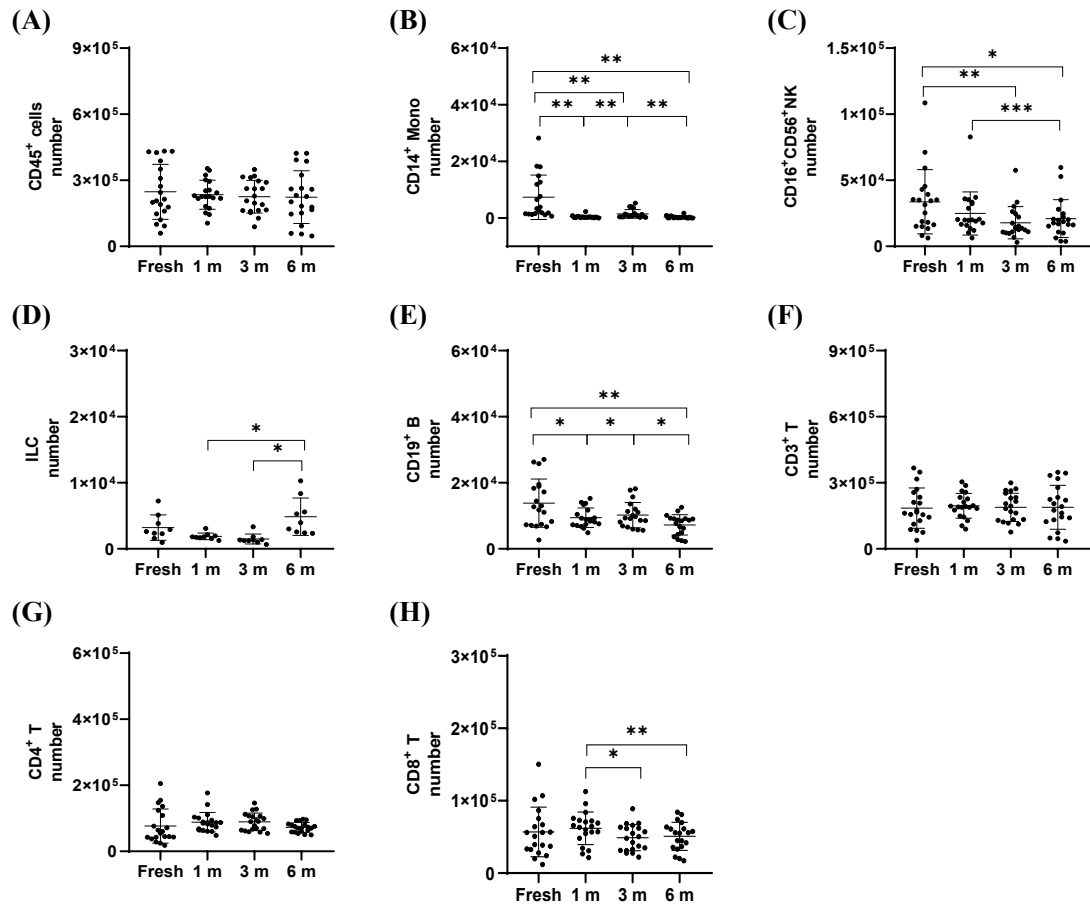 (A)
CD45⁺ cells
number
9×10⁵
6×10⁵
3×10⁵
0
Fresh 1 m 3 m 6 m
(B)
CD14⁺ Mono
number
6×10⁴
4×10⁴
2×10⁴
0
**
**
** ** **
Fresh 1 m 3 m 6 m
(C)
CD16⁺CD56⁺NK
number
1.5×10⁵
1×10⁵
5×10⁴
0
*
**
***
Fresh 1 m 3 m 6 m
(D)
ILC
number
3×10⁴
2×10⁴
1×10⁴
0
*
*
Fresh 1 m 3 m 6 m
(E)
CD19⁺ B
number
6×10⁴
4×10⁴
2×10⁴
0
**
* * *
Fresh 1 m 3 m 6 m
(F)
CD3⁺ T
number
9×10⁵
6×10⁵
3×10⁵
0
Fresh 1 m 3 m 6 m
(G)
CD4⁺ T
number
6×10⁵
4×10⁵
2×10⁵
0
Fresh 1 m 3 m 6 m
(H)
CD8⁺ T
number
3×10⁵
2×10⁵
1×10⁵
0
**
*
Fresh 1 m 3 m 6 m